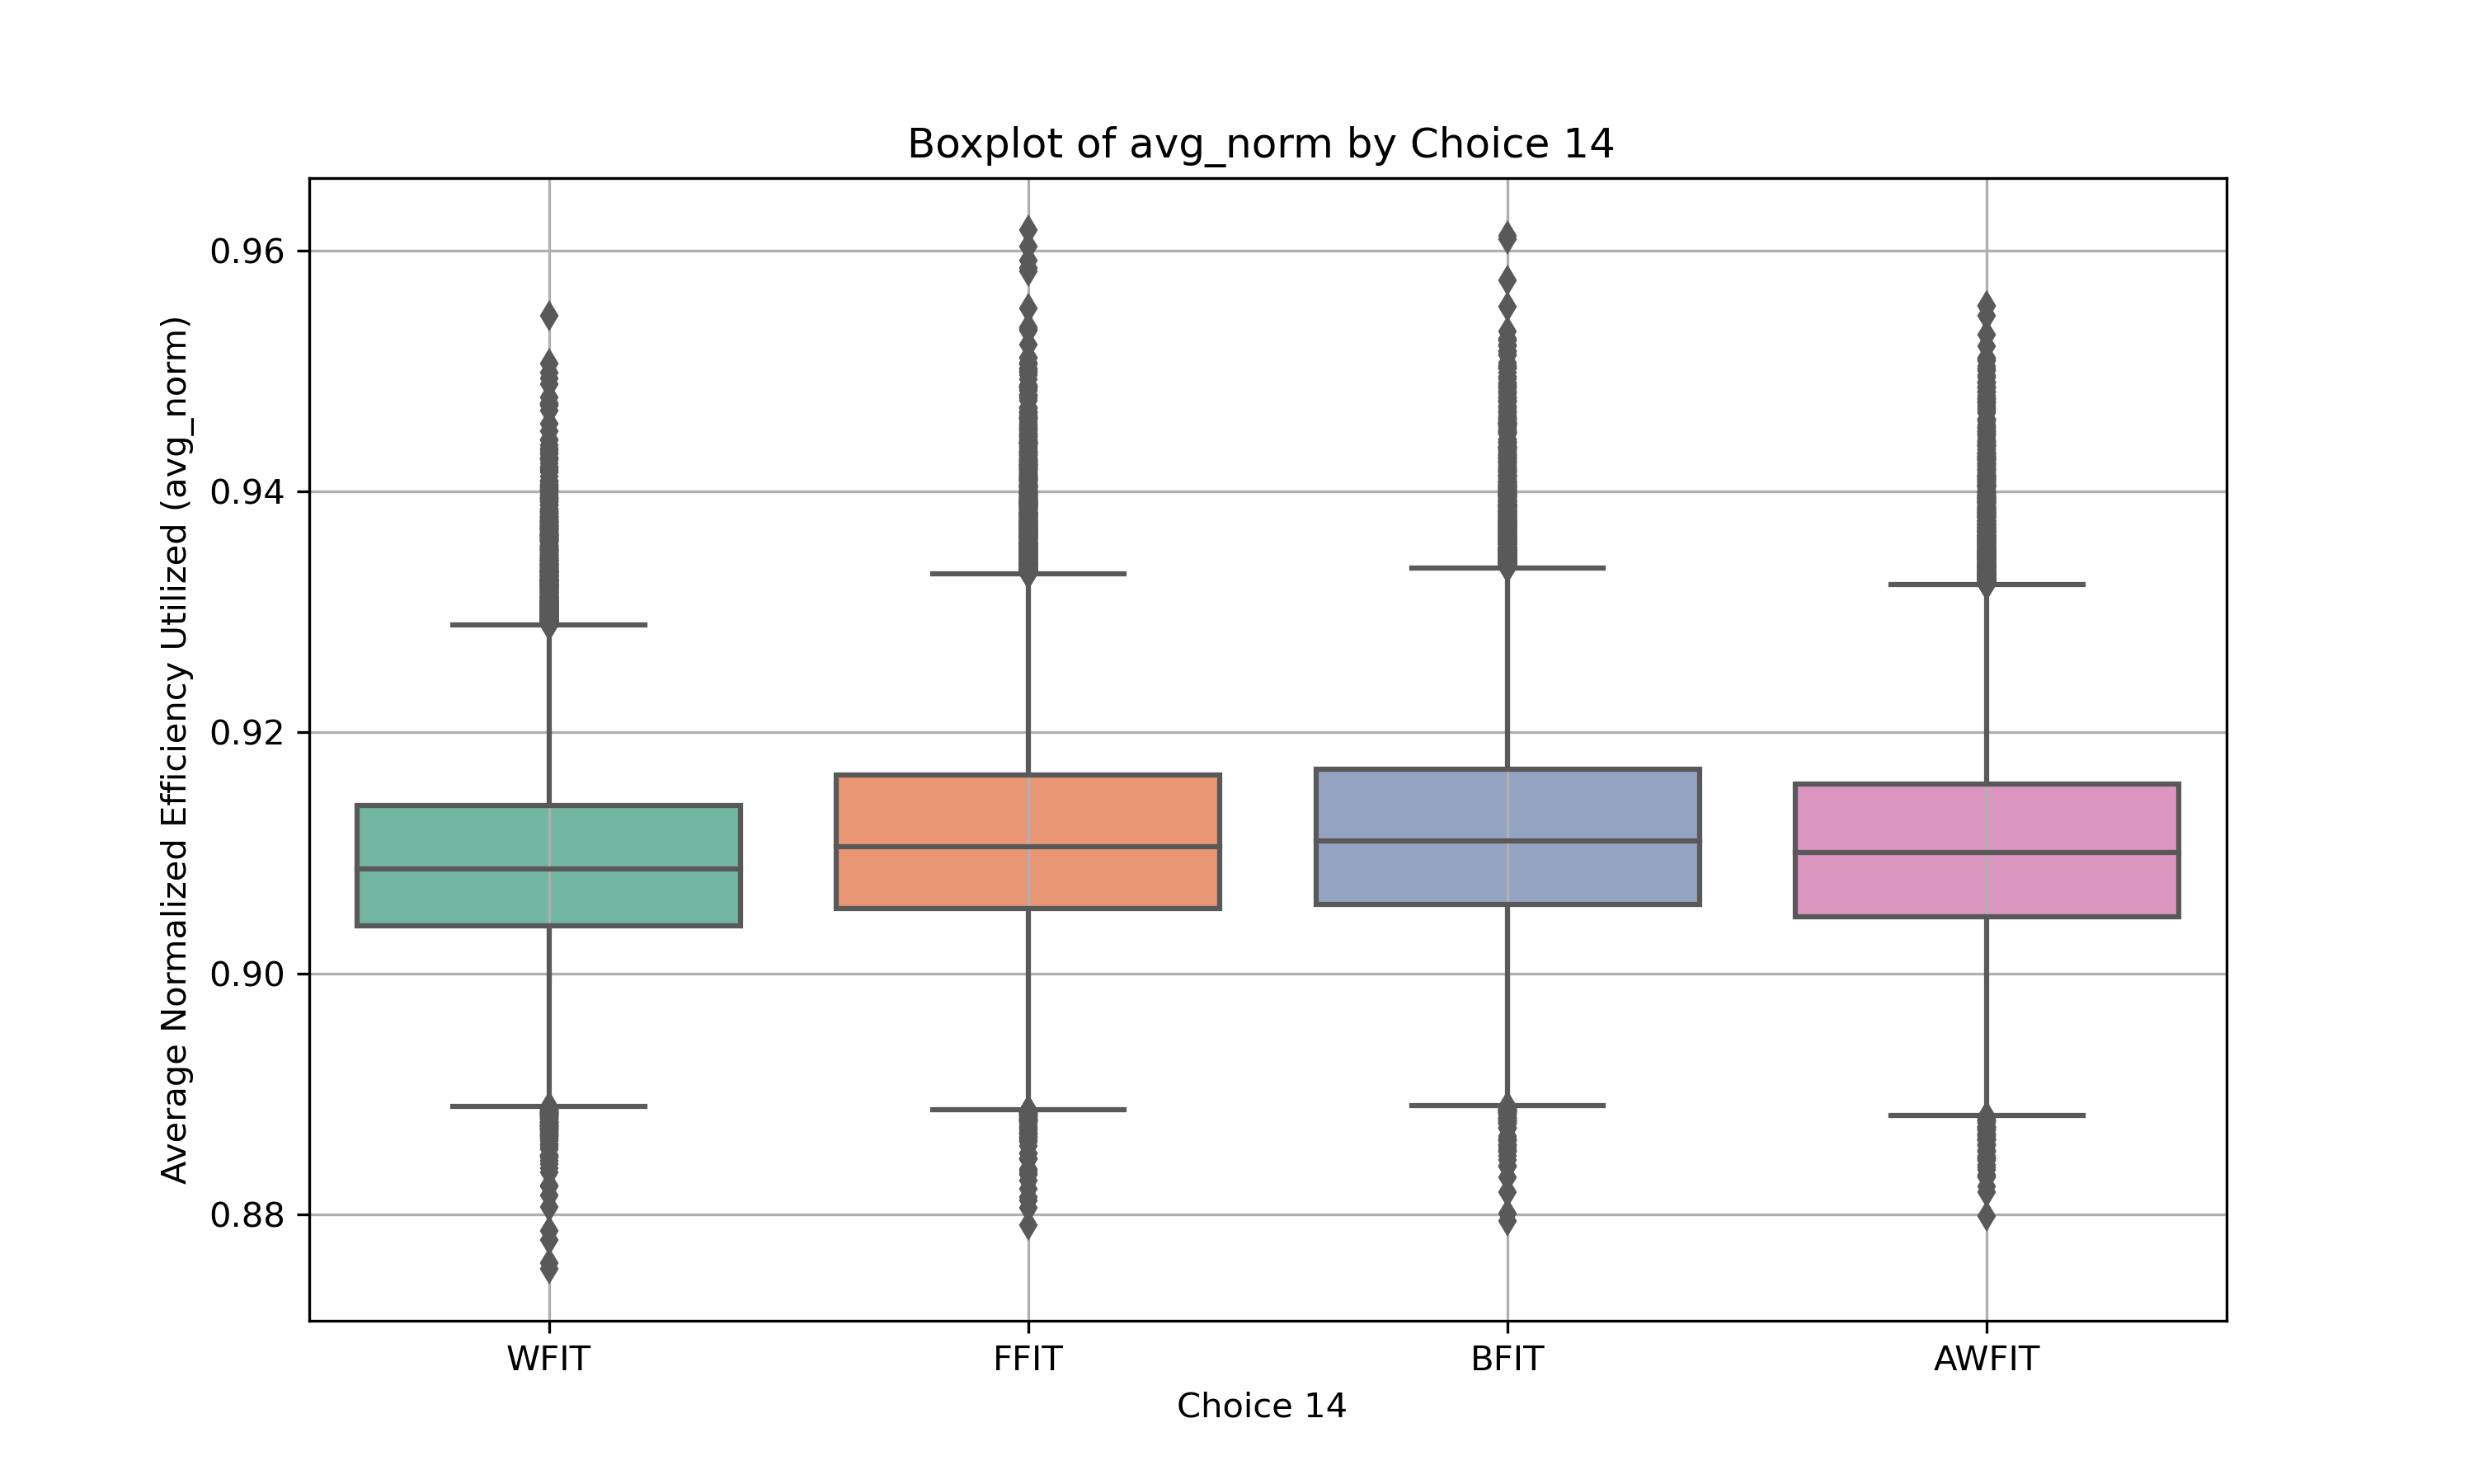 Boxplot of avg_norm by Choice 14
Average Normalized Efficiency Utilized (avg_norm)
0.96
0.94
0.92
0.90
0.88
WFIT
FFIT
BFIT
AWFIT
Choice 14